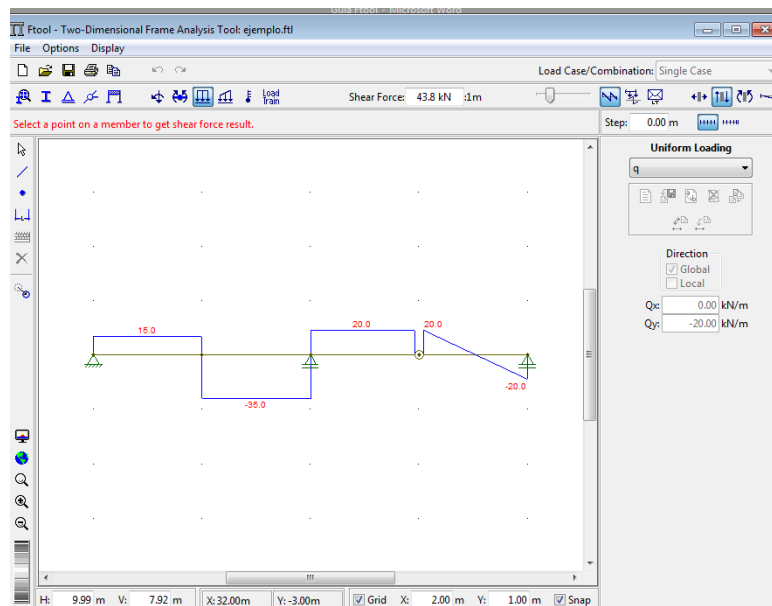 Guia Ftool - Microsoft Word
Ftool - Two-Dimensional Frame Analysis Tool: ejemplo.ftl
File Options Display
Load Case/Combination: Single Case
Load Train
Shear Force: 43.8 kN :1m
Select a point on a member to get shear force result.
Step: 0.00 m
Uniform Loading
q
Direction
Global
Local
Qx: 0.00 kN/m
Qy: -20.00 kN/m
15.0
20.0
20.0
-35.0
-20.0
H: 9.99 m V: 7.92 m X: 32.00m Y: -3.00m Grid X: 2.00 m Y: 1.00 m Snap